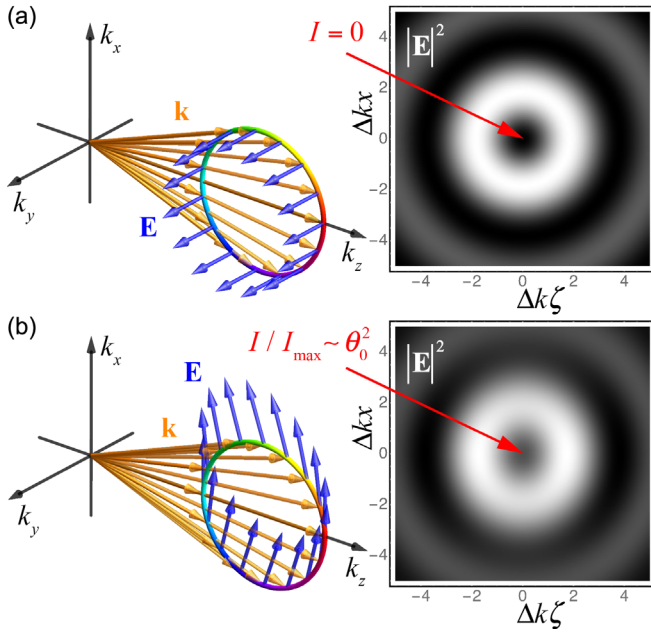 (a)
k_x
k
k_y
E
k_z
I = 0
|E|^2
Δkx
4
2
0
-2
-4
-4 -2 0 2 4
Δkζ
(b)
k_x
E
k
k_y
k_z
I / I_max ~ θ_0^2
|E|^2
Δkx
4
2
0
-2
-4
-4 -2 0 2 4
Δkζ